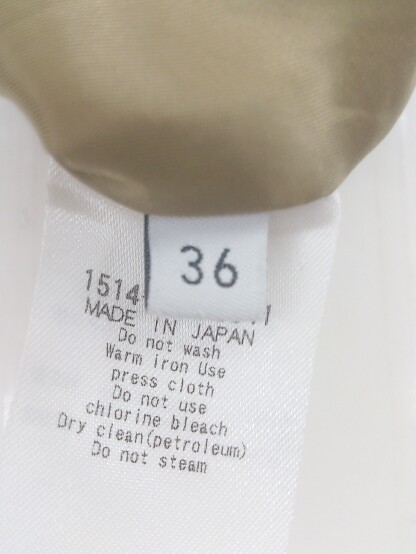 36
1514
MADE IN JAPAN
Do not wash
Warm iron Use
press cloth
Do not use
chlorine bleach
Dry clean(petroleum)
Do not steam